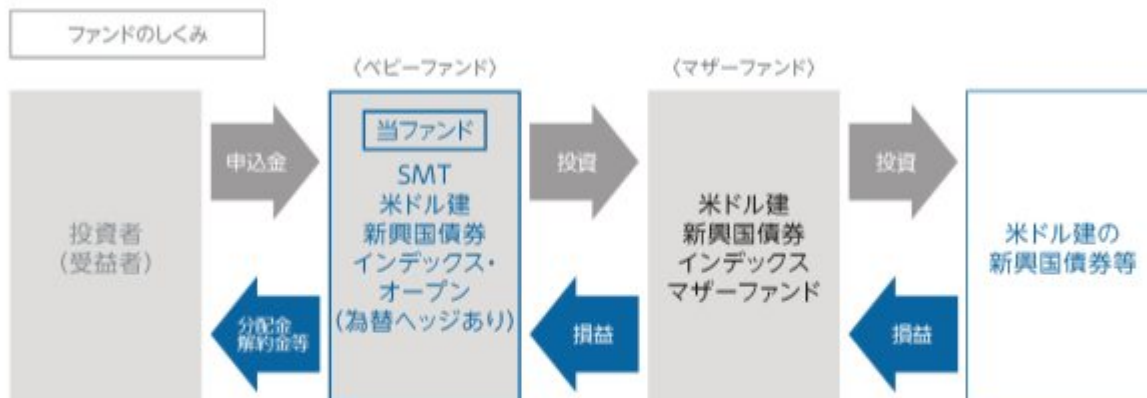 ファンドのしくみ
〈ベビーファンド〉
〈マザーファンド〉
投資者
(受益者)
申込金
分配金
解約金等
当ファンド
SMT
米ドル建
新興国債券
インデックス・
オープン
(為替ヘッジあり)
投資
損益
米ドル建
新興国債券
インデックス
マザーファンド
投資
損益
米ドル建の
新興国債券等